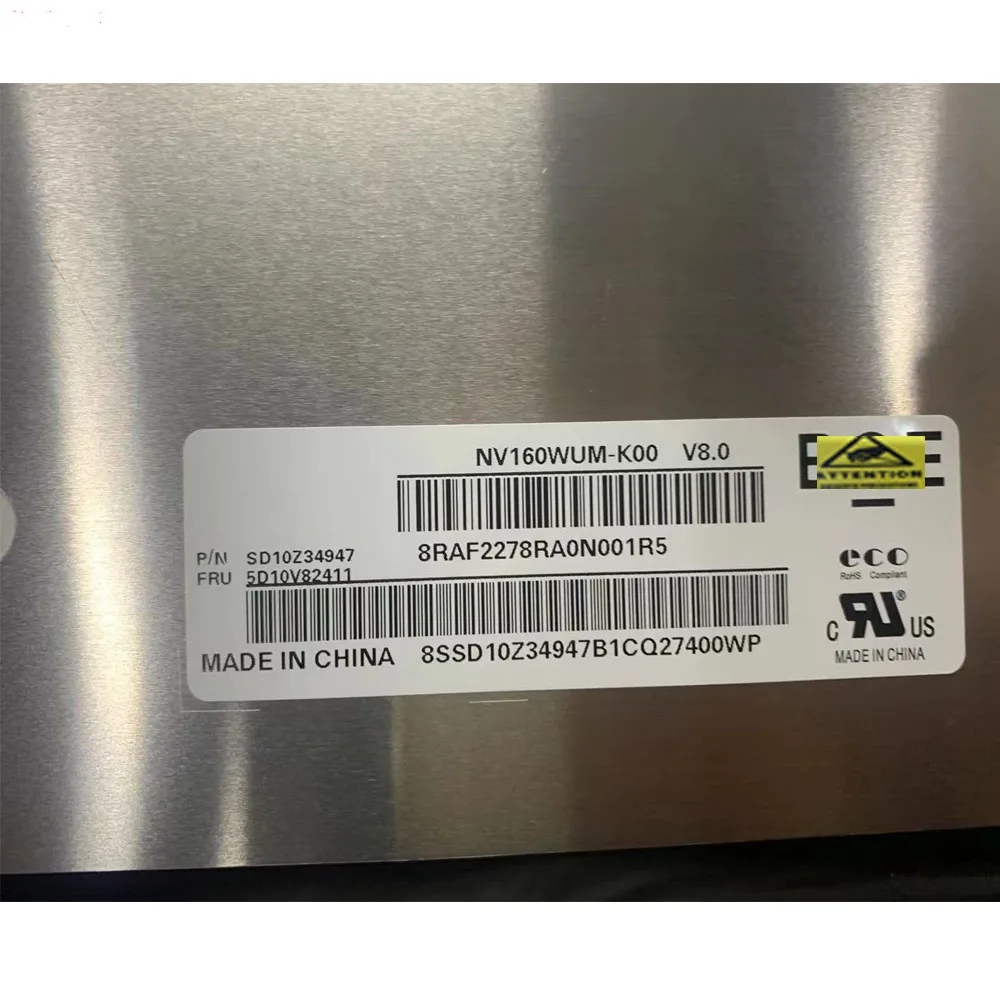 NV160WUM-K00 V8.0
8RAF2278RA0N001R5
P/N SD10Z34947
FRU 5D10V82411
MADE IN CHINA 8SSD10Z34947B1CQ27400WP
ATTENTION
eco
RoHS Compliant
C RU® US
MADE IN CHINA